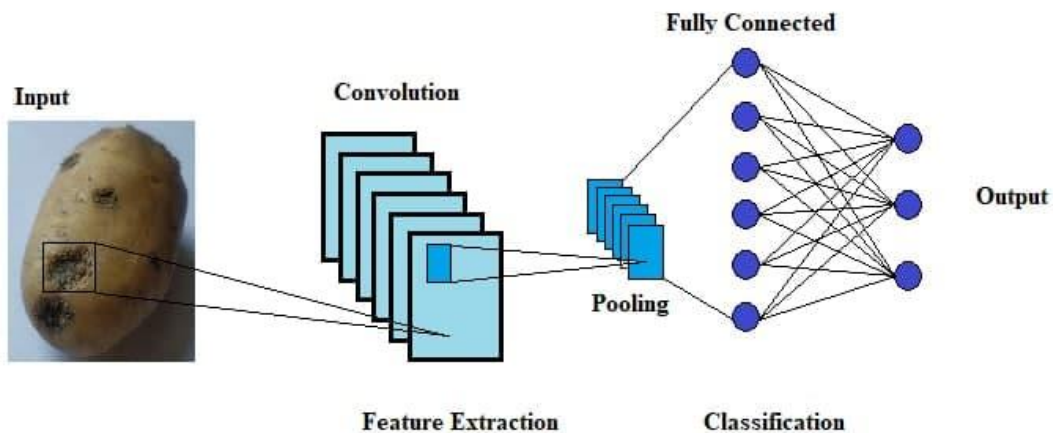 Fully Connected
Input
Convolution
Output
Pooling
Feature Extraction
Classification